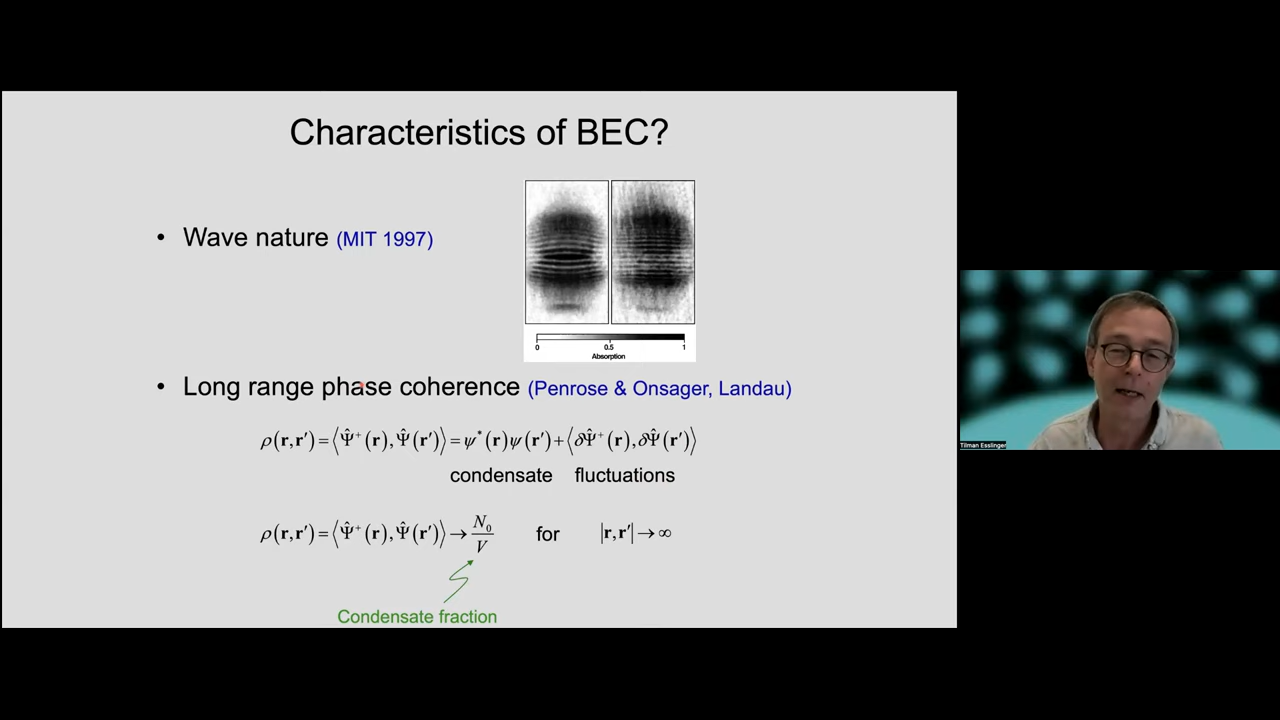 Characteristics of BEC?
• Wave nature (MIT 1997)
0 0.5 1
Absorption
• Long range phase coherence (Penrose & Onsager, Landau)
ρ(r,r′)=⟨Ψ̂⁺(r),Ψ̂(r′)⟩=ψ*(r)ψ(r′)+⟨δΨ̂⁺(r),δΨ̂(r′)⟩
condensate fluctuations
ρ(r,r′)=⟨Ψ̂⁺(r),Ψ̂(r′)⟩→N₀/V for |r,r′|→∞
Condensate fraction
Tilman Esslinger